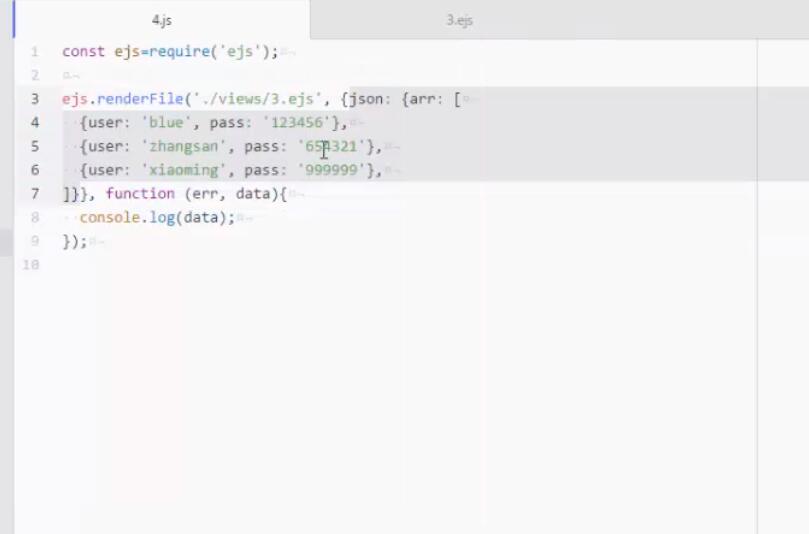 4.js
3.ejs
1 const ejs=require('ejs');
2
3 ejs.renderFile('./views/3.ejs', {json: {arr: [
4 {user: 'blue', pass: '123456'},
5 {user: 'zhangsan', pass: '654321'},
6 {user: 'xiaoming', pass: '999999'},
7 ]}}, function (err, data){
8 console.log(data);
9 });
10